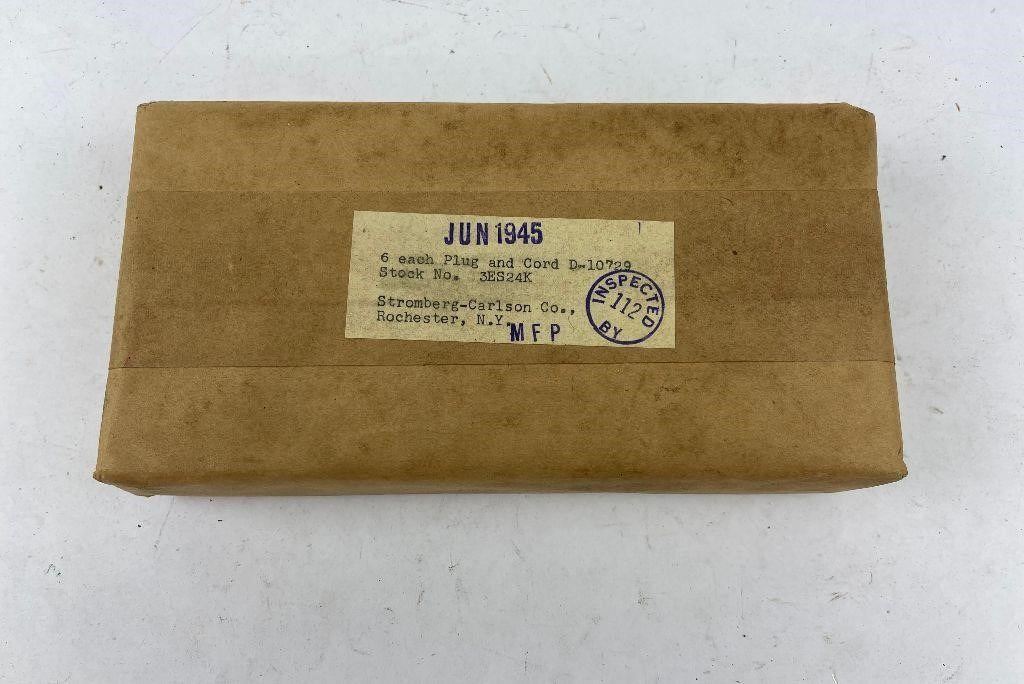 JUN 1945
6 each Plug and Cord D-10729
Stock No. 3ES24K
Stromberg-Carlson Co.,
Rochester, N.Y.
MFP
INSPECTED
112
BY